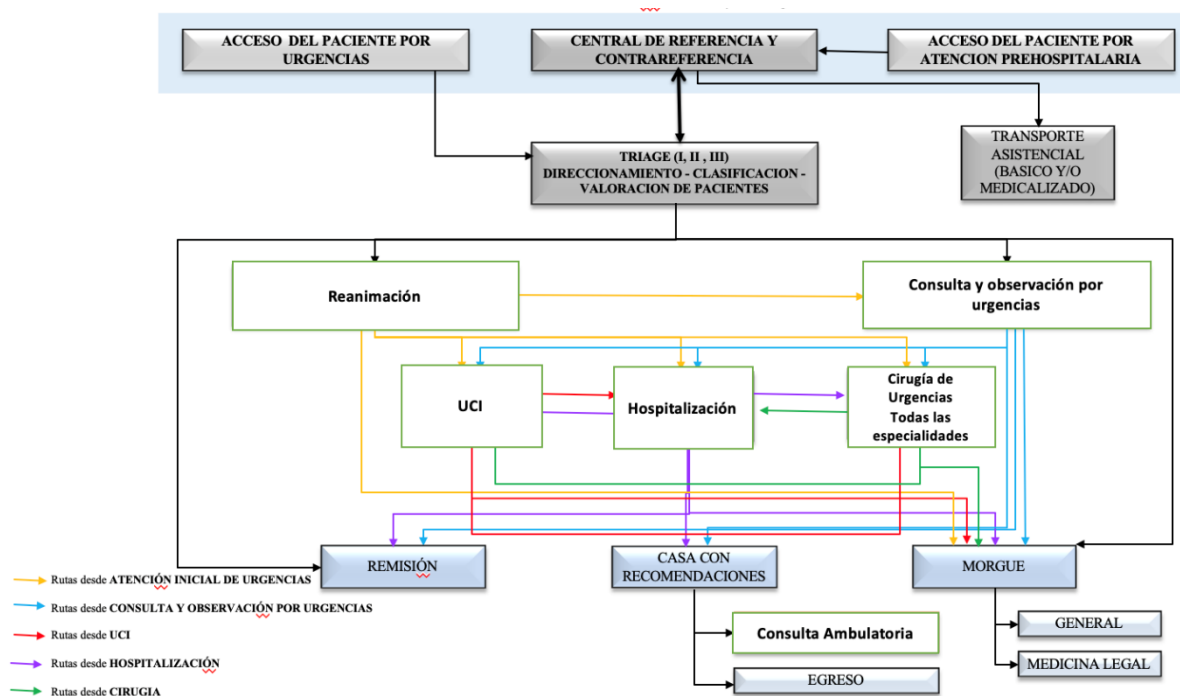 ACCESO DEL PACIENTE POR
URGENCIAS
CENTRAL DE REFERENCIA Y
CONTRAREFERENCIA
ACCESO DEL PACIENTE POR
ATENCION PREHOSPITALARIA
TRIAGE (I, II , III)
DIRECCIONAMIENTO - CLASIFICACION -
VALORACION DE PACIENTES
TRANSPORTE
ASISTENCIAL
(BASICO Y/O
MEDICALIZADO)
Reanimación
Consulta y observación por
urgencias
UCI
Hospitalización
Cirugía de
Urgencias
Todas las
especialidades
REMISIÓN
CASA CON
RECOMENDACIONES
MORGUE
Consulta Ambulatoria
EGRESO
GENERAL
MEDICINA LEGAL
Rutas desde ATENCIÓN INICIAL DE URGENCIAS
Rutas desde CONSULTA Y OBSERVACIÓN POR URGENCIAS
Rutas desde UCI
Rutas desde HOSPITALIZACIÓN
Rutas desde CIRUGIA